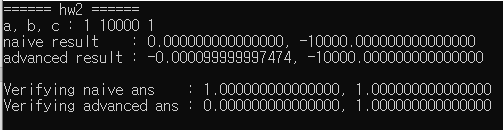 ====== hw2 ======
a, b, c : 1 10000 1
naive result : 0.000000000000000, -10000.000000000000000
advanced result : -0.000099999997474, -10000.000000000000000
Verifying naive ans : 1.000000000000000, 1.000000000000000
Verifying advanced ans : 0.000000000000000, 1.000000000000000